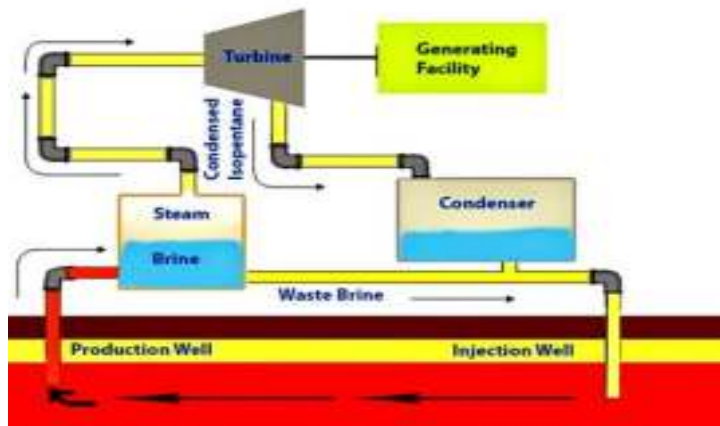 Turbine
Generating
Facility
Condensed
Isopentane
Steam
Condenser
Brine
Waste Brine
Production Well
Injection Well